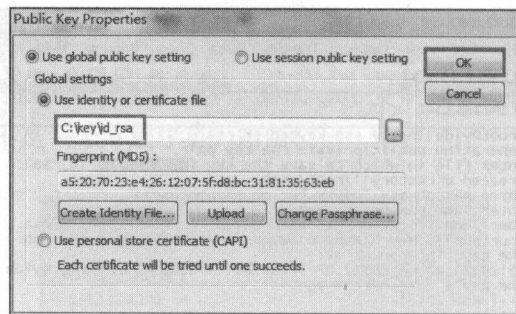 Public Key Properties
Use global public key setting Use session public key setting OK
Global settings Cancel
Use identity or certificate file
C:\key\id_rsa ...
Fingerprint (MD5) :
a5:20:70:23:e4:26:12:07:5f:d8:bc:31:81:35:63:eb
Create Identity File... Upload Change Passphrase...
Use personal store certificate (CAPI)
Each certificate will be tried until one succeeds.